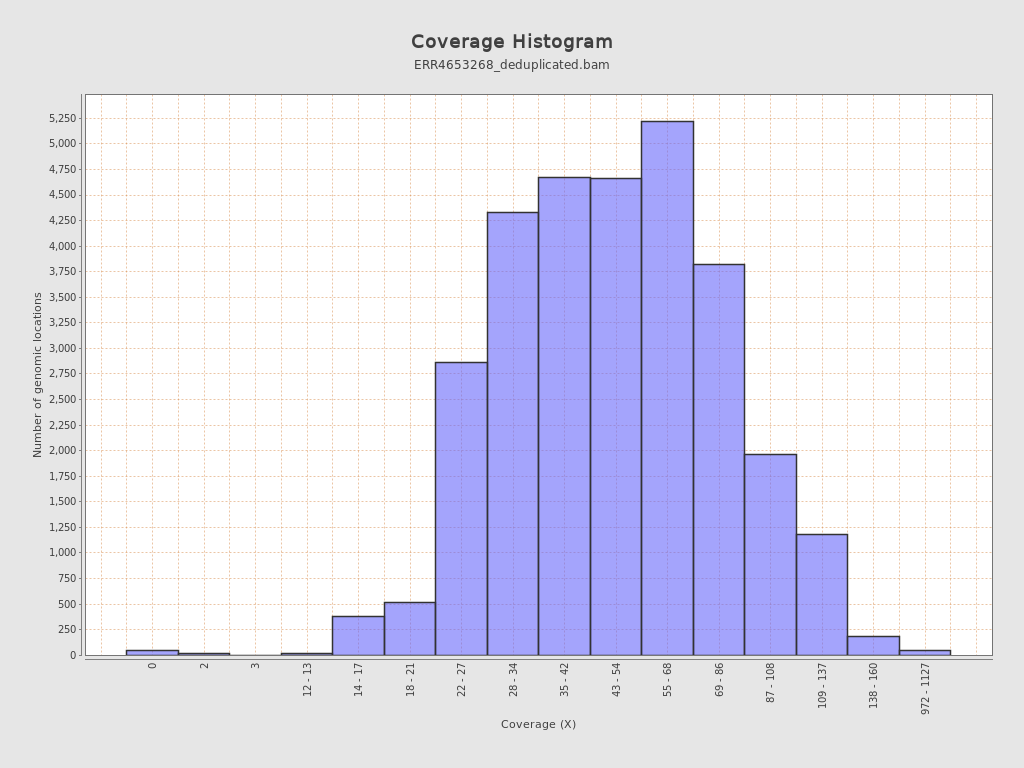 Coverage Histogram
ERR4653268_deduplicated.bam
Number of genomic locations
5,250
5,000
4,750
4,500
4,250
4,000
3,750
3,500
3,250
3,000
2,750
2,500
2,250
2,000
1,750
1,500
1,250
1,000
750
500
250
0
0
2
3
12 - 13
14 - 17
18 - 21
22 - 27
28 - 34
35 - 42
43 - 54
55 - 68
69 - 86
87 - 108
109 - 137
138 - 160
972 - 1127
Coverage (X)